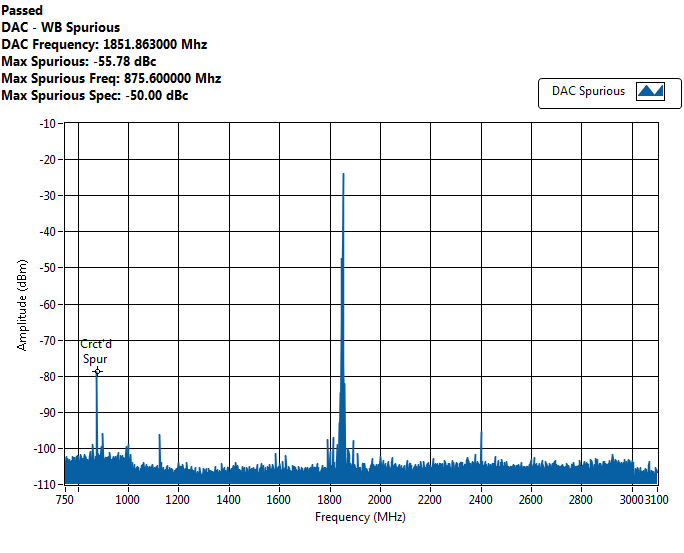 Passed
DAC - WB Spurious
DAC Frequency: 1851.863000 Mhz
Max Spurious: -55.78 dBc
Max Spurious Freq: 875.600000 Mhz
Max Spurious Spec: -50.00 dBc
DAC Spurious
-10
-20
-30
-40
-50
-60
-70
-80
-90
-100
-110
Amplitude (dBm)
Crct'd
Spur
750 1000 1200 1400 1600 1800 2000 2200 2400 2600 2800 3000 3100
Frequency (MHz)